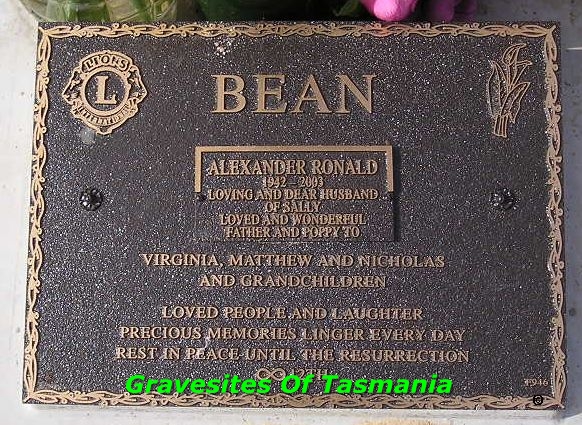 LIONS
L
INTERNATIONAL
BEAN
ALEXANDER RONALD
1942 - 2003
LOVING AND DEAR HUSBAND
OF SALLY
LOVED AND WONDERFUL
FATHER AND POPPY TO
VIRGINIA, MATTHEW AND NICHOLAS
AND GRANDCHILDREN
LOVED PEOPLE AND LAUGHTER
PRECIOUS MEMORIES LINGER EVERY DAY
REST IN PEACE UNTIL THE RESURRECTION
Gravesites Of Tasmania